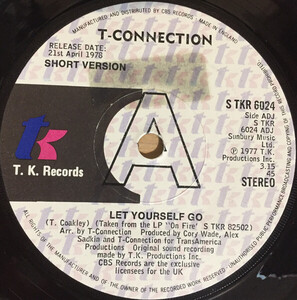 MANUFACTURED AND DISTRIBUTED BY CBS RECORDS · MADE IN ENGLAND
T-CONNECTION
RELEASE DATE:
21st April 1978
SHORT VERSION
A
S TKR 6024
Side ADJ
S TKR
6024 ADJ
Sunbury Music
Ltd.
℗ 1977 T.K.
Productions Inc.
3.15
45
STEREO
tk
T. K. Records
LET YOURSELF GO
(T. Coakley) (Taken from the LP "On Fire' S TKR 82502)
Arr. by T-Connection Produced by Cory Wade, Alex
Sadkin and T-Connection for TransAmerica
Productions Original sound recording
made by T.K. Productions Inc.
CBS Records are the exclusive
licensees for the UK